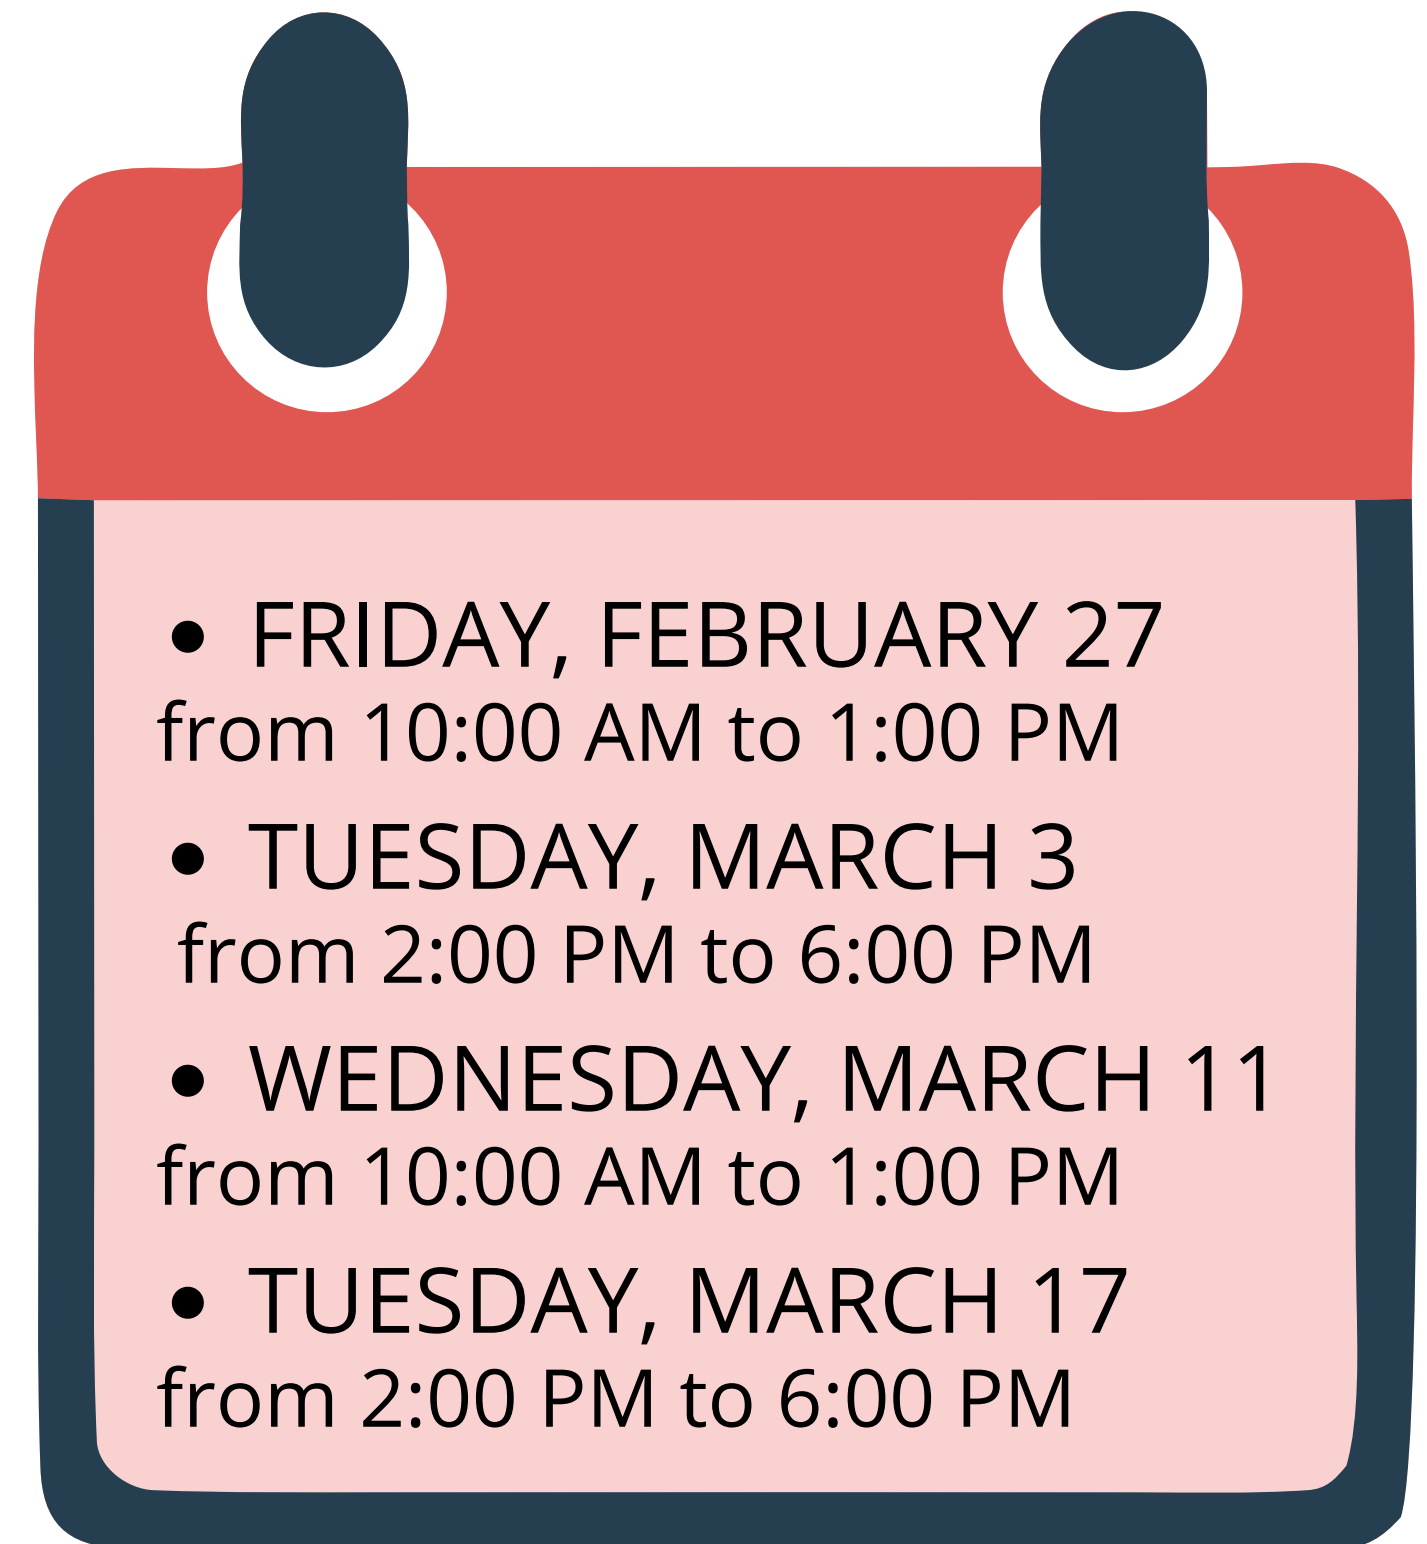 • FRIDAY, FEBRUARY 27
from 10:00 AM to 1:00 PM
• TUESDAY, MARCH 3
from 2:00 PM to 6:00 PM
• WEDNESDAY, MARCH 11
from 10:00 AM to 1:00 PM
• TUESDAY, MARCH 17
from 2:00 PM to 6:00 PM